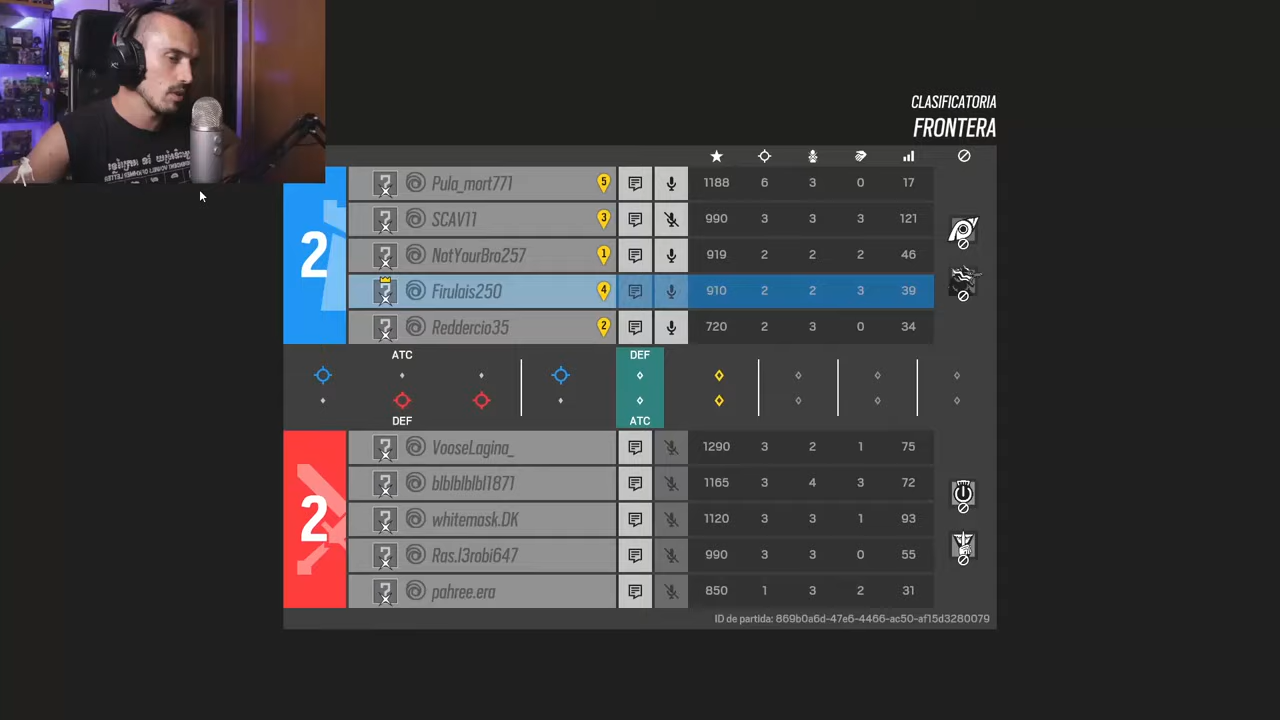 CLASIFICATORIA
FRONTERA
2
Pula_mort771 5 1188 6 3 0 17
SCAV11 3 990 3 3 3 121
NatYourBro257 1 919 2 2 2 46
Firulais250 4 910 2 2 3 39
Reddercio35 2 720 2 3 0 34
ATC DEF
DEF ATC
2
VooseLagina_ 1290 3 2 1 75
blblblblbl1871 1165 3 4 3 72
whitemask.DK 1120 3 3 1 93
Ras.l3robi647 990 3 3 0 55
pahree.era 850 1 3 2 31
ID de partida: 869b0a6d-47e6-4466-ac50-af15d3280079